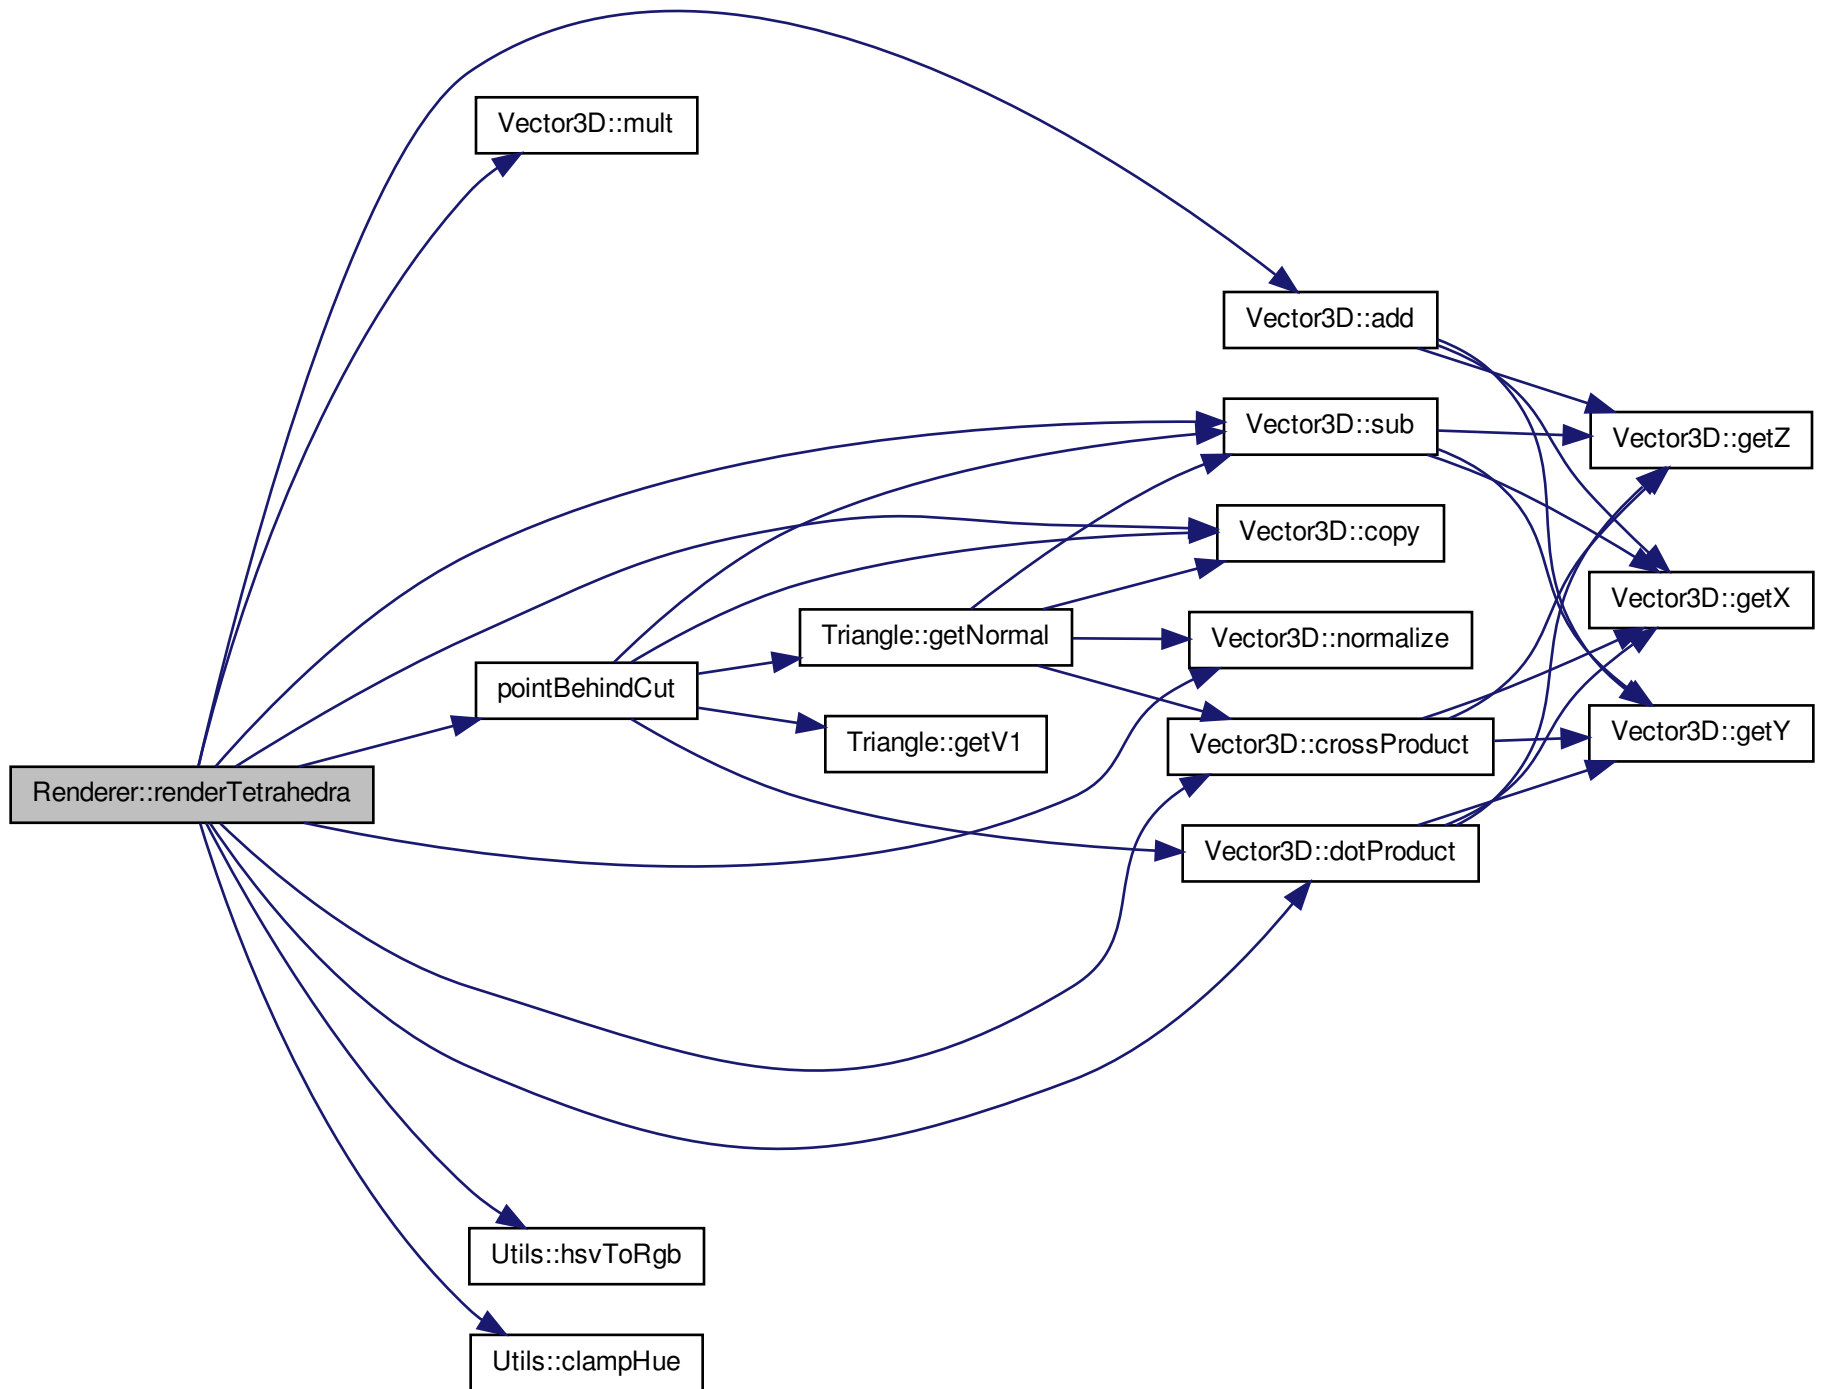 Vector3D::mult
Vector3D::add
Vector3D::sub
Vector3D::getZ
Vector3D::copy
Vector3D::getX
Triangle::getNormal
Vector3D::normalize
pointBehindCut
Triangle::getV1
Vector3D::crossProduct
Vector3D::getY
Renderer::renderTetrahedra
Vector3D::dotProduct
Utils::hsvToRgb
Utils::clampHue